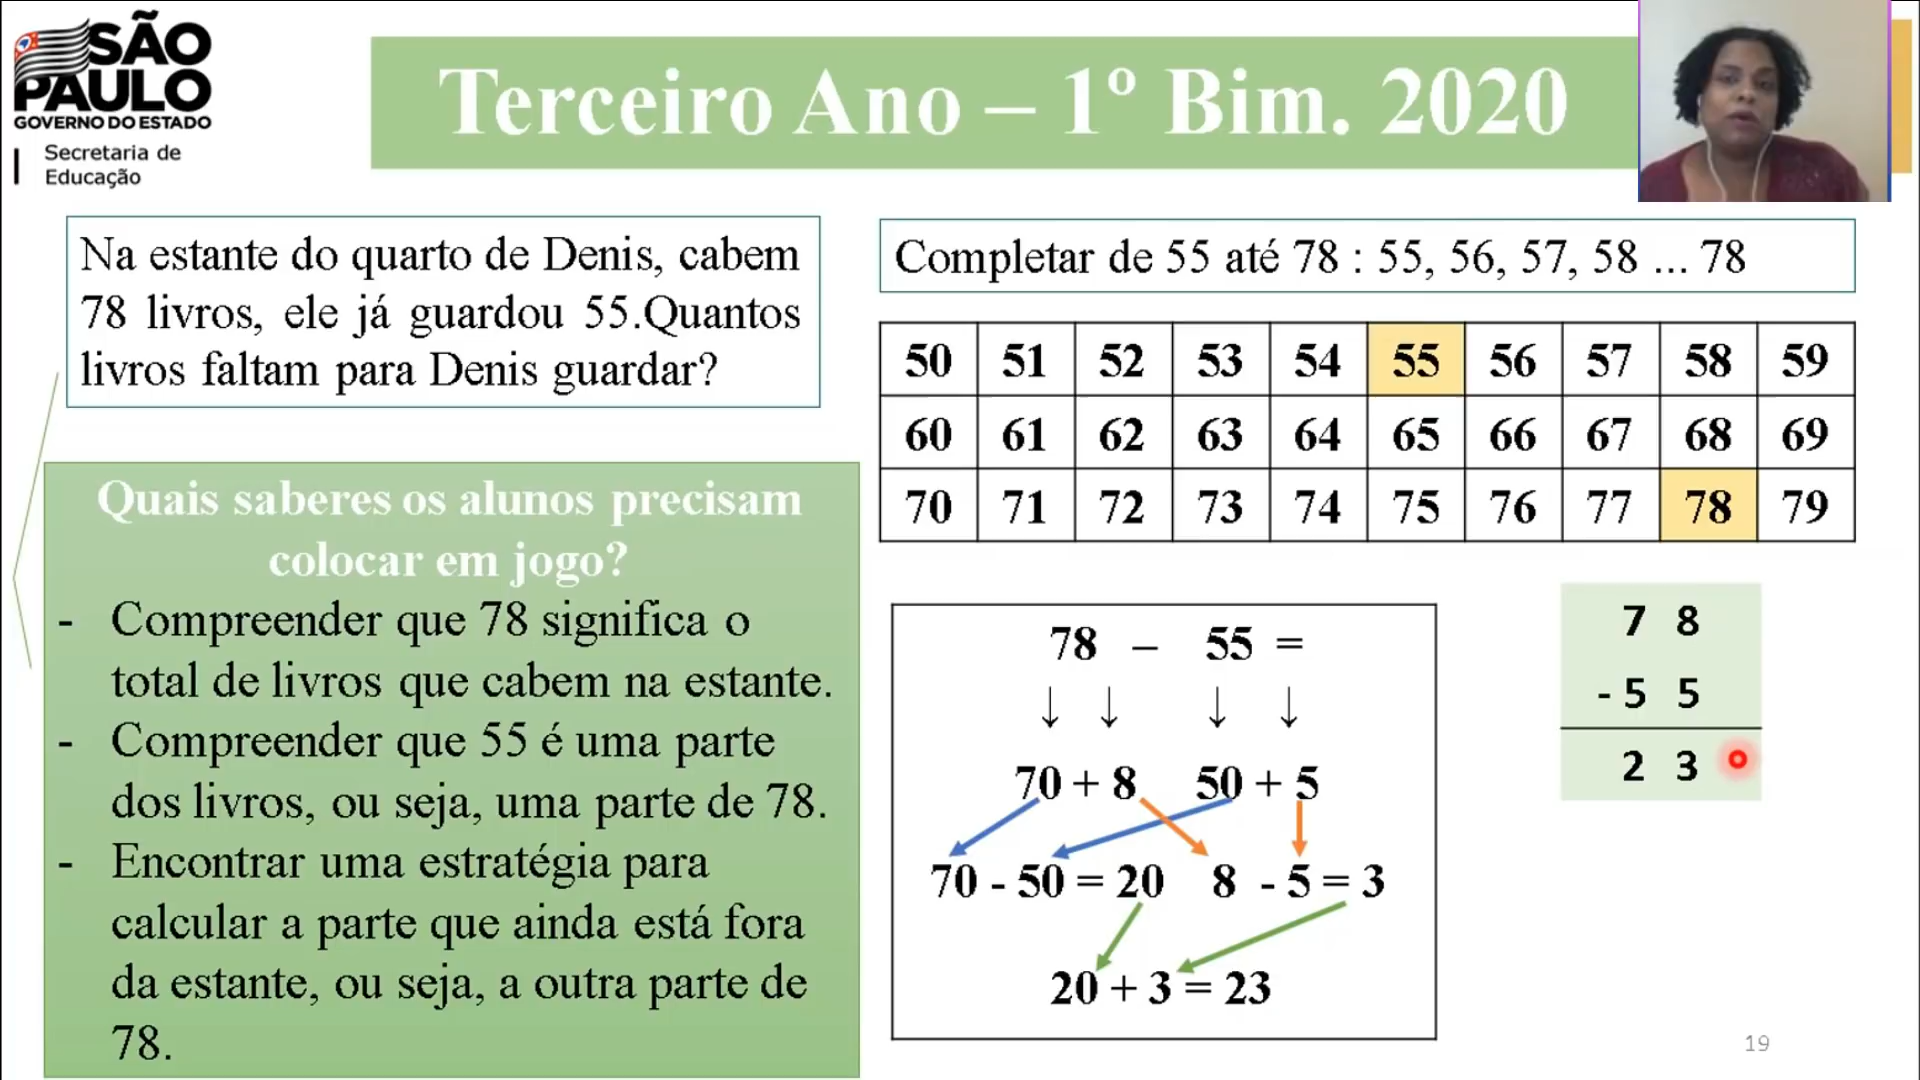 SÃO
PAULO
GOVERNO DO ESTADO
Secretaria de
Educação
Terceiro Ano – 1º Bim. 2020
Na estante do quarto de Denis, cabem
78 livros, ele já guardou 55.Quantos
livros faltam para Denis guardar?
Quais saberes os alunos precisam
colocar em jogo?
- Compreender que 78 significa o
total de livros que cabem na estante.
- Compreender que 55 é uma parte
dos livros, ou seja, uma parte de 78.
- Encontrar uma estratégia para
calcular a parte que ainda está fora
da estante, ou seja, a outra parte de
78.
Completar de 55 até 78 : 55, 56, 57, 58 ... 78
50 51 52 53 54 55 56 57 58 59
60 61 62 63 64 65 66 67 68 69
70 71 72 73 74 75 76 77 78 79
78 – 55 =
↓ ↓ ↓ ↓
70 + 8 50 + 5
70 - 50 = 20 8 - 5 = 3
20 + 3 = 23
7 8
- 5 5
2 3
19